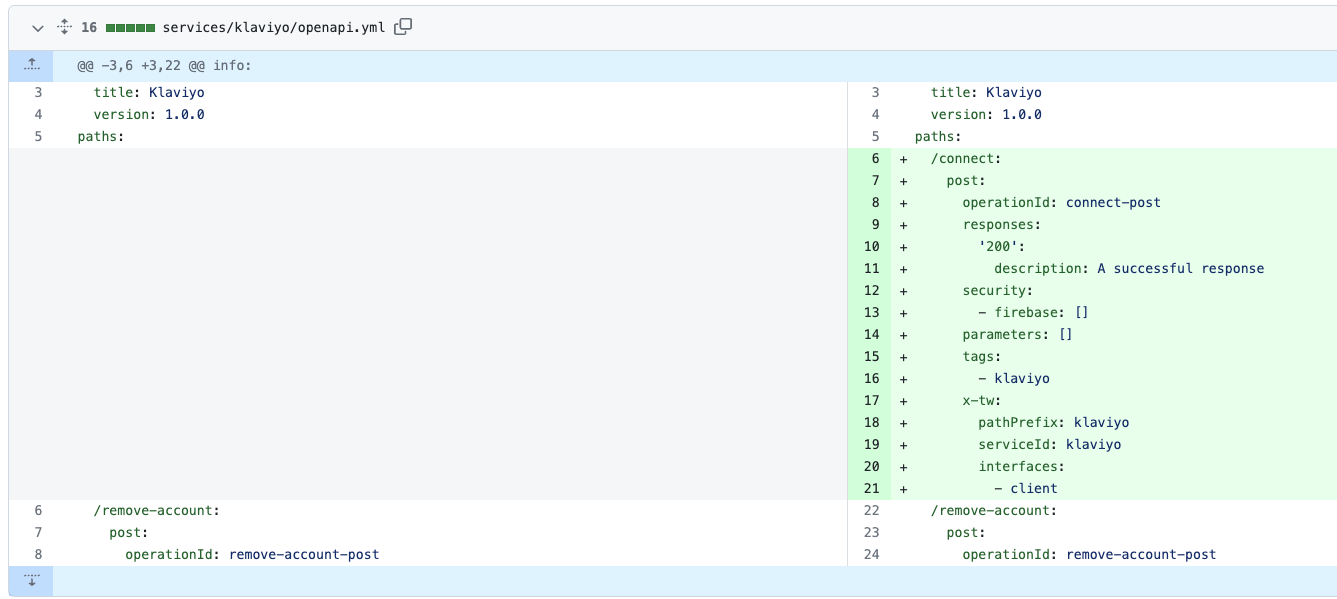 16 services/klaviyo/openapi.yml
@@ -3,6 +3,22 @@ info:
3 title: Klaviyo 3 title: Klaviyo
4 version: 1.0.0 4 version: 1.0.0
5 paths: 5 paths:
6 + /connect:
7 + post:
8 + operationId: connect-post
9 + responses:
10 + '200':
11 + description: A successful response
12 + security:
13 + - firebase: []
14 + parameters: []
15 + tags:
16 + - klaviyo
17 + x-tw:
18 + pathPrefix: klaviyo
19 + serviceId: klaviyo
20 + interfaces:
21 + - client
6 /remove-account: 22 /remove-account:
7 post: 23 post:
8 operationId: remove-account-post 24 operationId: remove-account-post